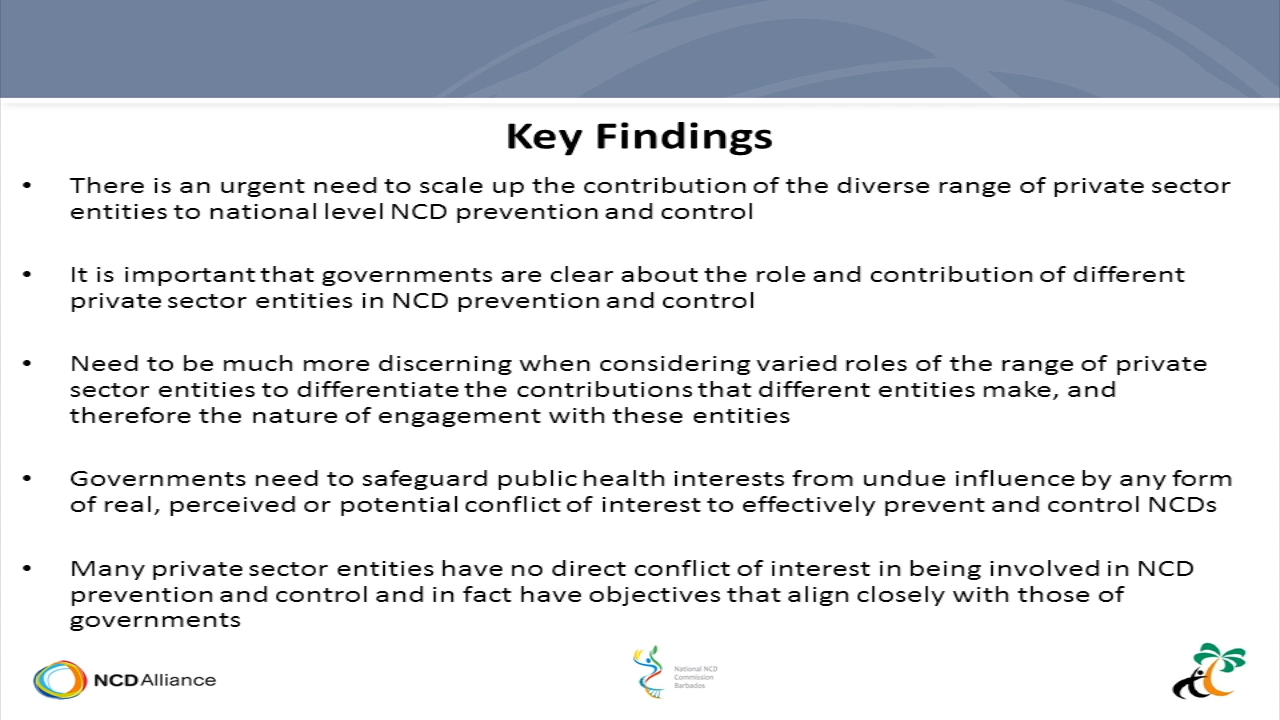 Key Findings
• There is an urgent need to scale up the contribution of the diverse range of private sector
entities to national level NCD prevention and control
• It is important that governments are clear about the role and contribution of different
private sector entities in NCD prevention and control
• Need to be much more discerning when considering varied roles of the range of private
sector entities to differentiate the contributions that different entities make, and
therefore the nature of engagement with these entities
• Governments need to safeguard public health interests from undue influence by any form
of real, perceived or potential conflict of interest to effectively prevent and control NCDs
• Many private sector entities have no direct conflict of interest in being involved in NCD
prevention and control and in fact have objectives that align closely with those of
governments
NCD Alliance
National NCD
Commission
Barbados